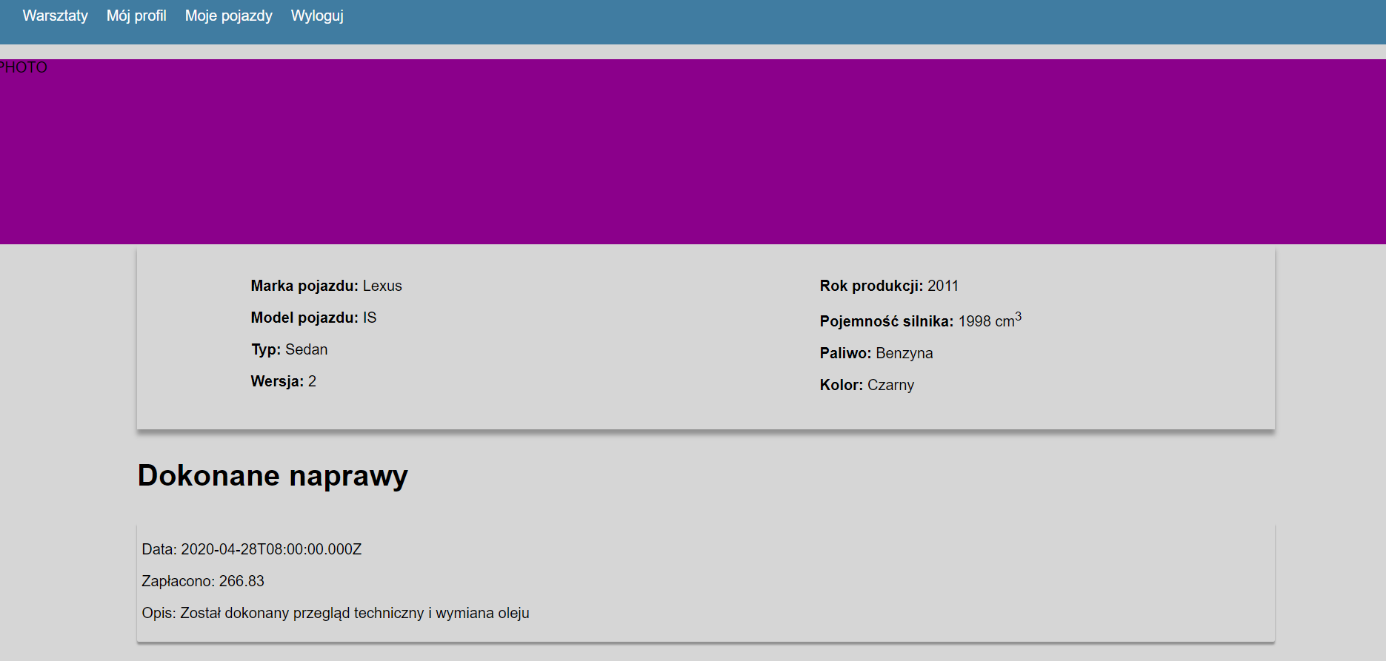 Warsztaty Mój profil Moje pojazdy Wyloguj
PHOTO
Marka pojazdu: Lexus
Model pojazdu: IS
Typ: Sedan
Wersja: 2
Rok produkcji: 2011
Pojemność silnika: 1998 cm³
Paliwo: Benzyna
Kolor: Czarny
Dokonane naprawy
Data: 2020-04-28T08:00:00.000Z
Zapłacono: 266.83
Opis: Został dokonany przegląd techniczny i wymiana oleju